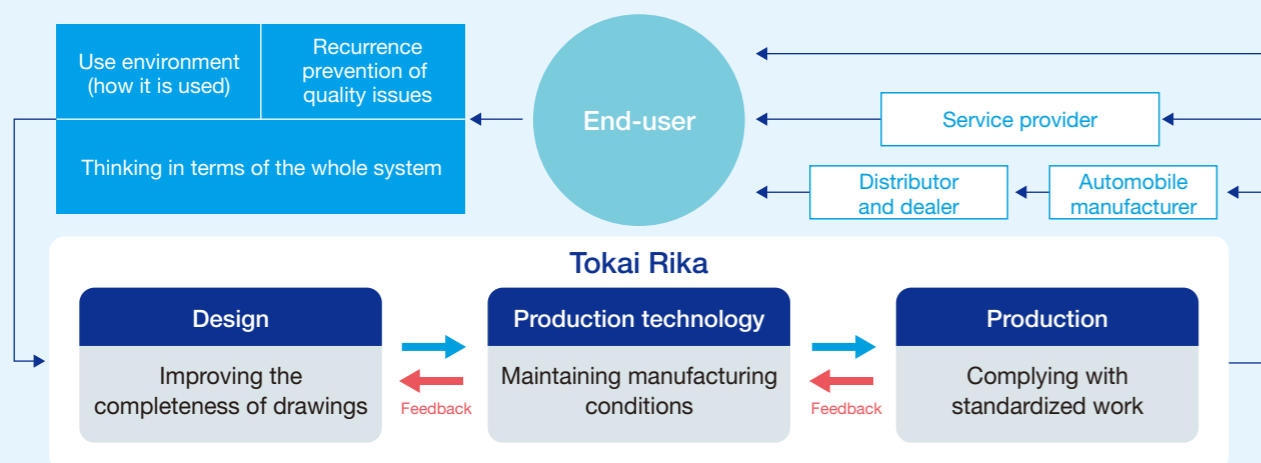 Use environment
(how it is used)
Recurrence
prevention of
quality issues
Thinking in terms of the whole system
End-user
Service provider
Distributor
and dealer
Automobile
manufacturer
Tokai Rika
Design
Improving the
completeness of drawings
Feedback
Production technology
Maintaining manufacturing
conditions
Feedback
Production
Complying with
standardized work